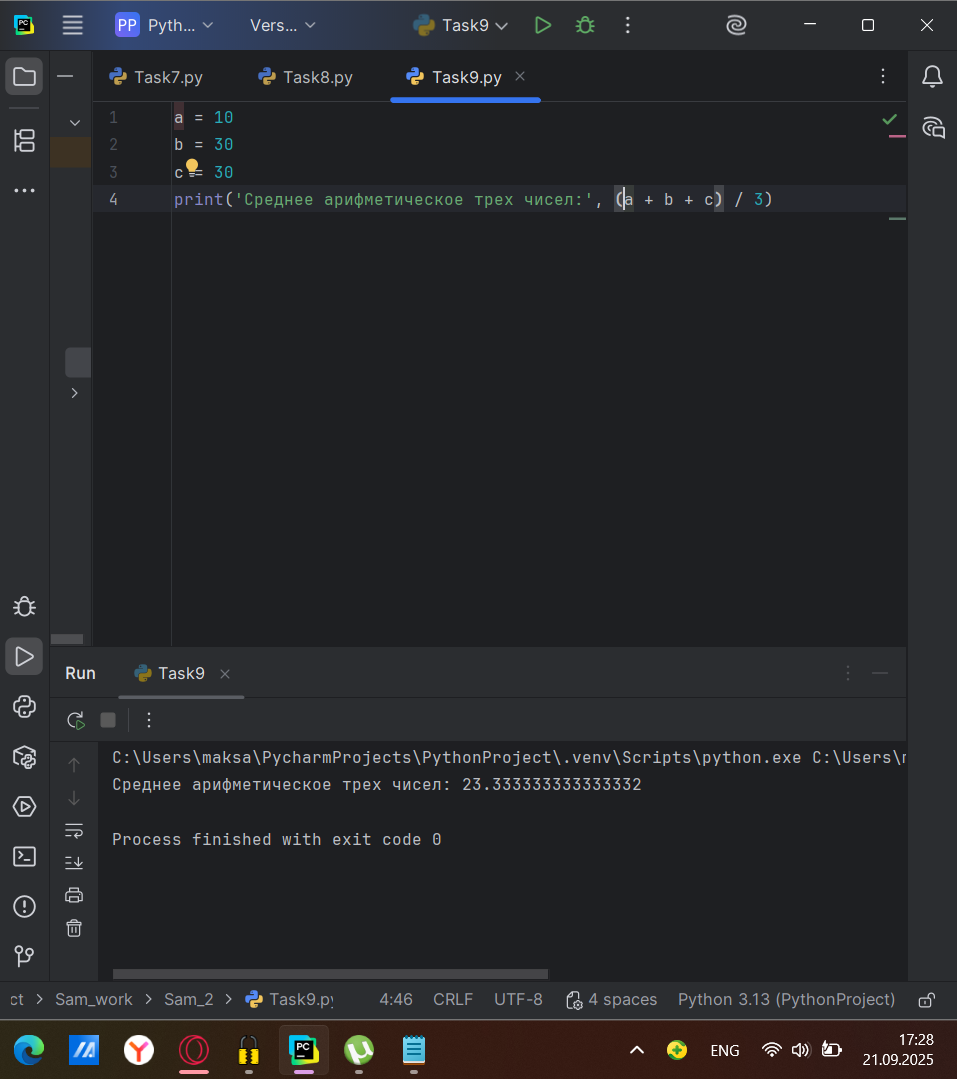 PC PP Pyth... Vers... Task9
Task7.py Task8.py Task9.py
1 a = 10
2 b = 30
3 c = 30
4 print('Среднее арифметическое трех чисел:', (a + b + c) / 3)
Run Task9
C:\Users\maksa\PycharmProjects\PythonProject\.venv\Scripts\python.exe C:\Users\
Среднее арифметическое трех чисел: 23.333333333333332
Process finished with exit code 0
ct > Sam_work > Sam_2 > Task9.py 4:46 CRLF UTF-8 4 spaces Python 3.13 (PythonProject)
PC ENG 17:28
21.09.2025